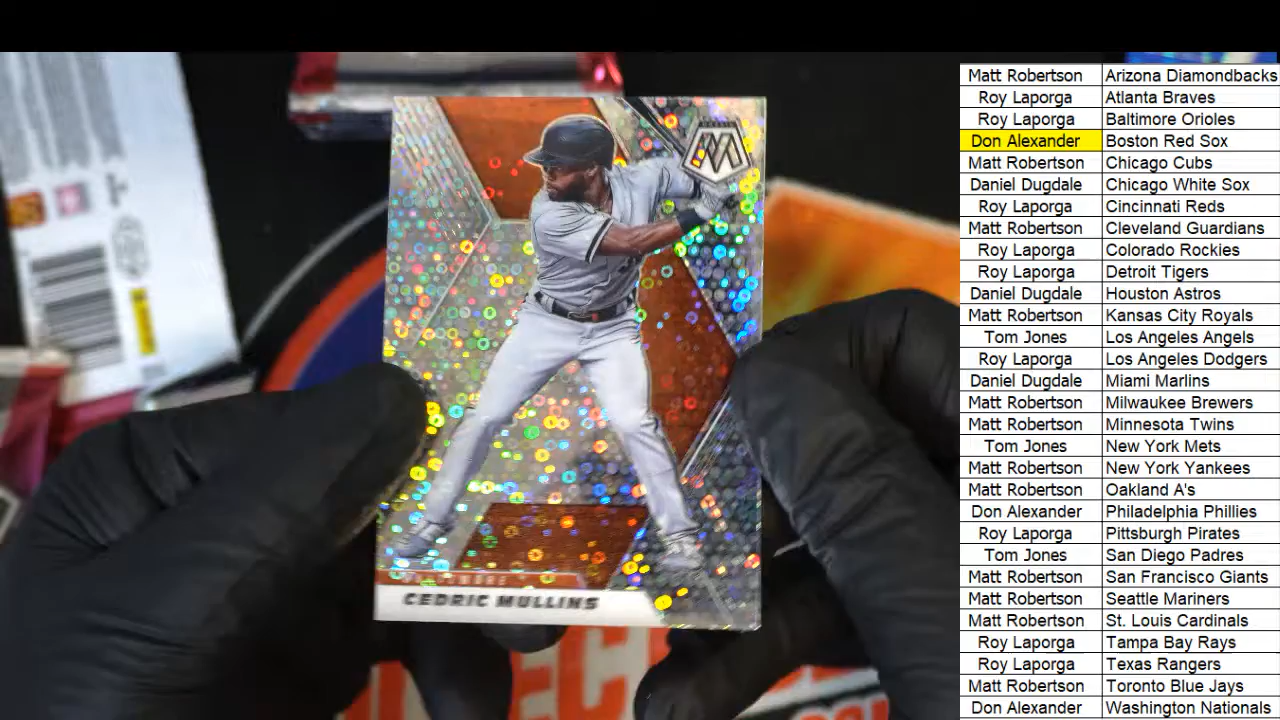 CEDRIC MULLINS
Matt Robertson Arizona Diamondbacks
Roy Laporga Atlanta Braves
Roy Laporga Baltimore Orioles
Don Alexander Boston Red Sox
Matt Robertson Chicago Cubs
Daniel Dugdale Chicago White Sox
Roy Laporga Cincinnati Reds
Matt Robertson Cleveland Guardians
Roy Laporga Colorado Rockies
Roy Laporga Detroit Tigers
Daniel Dugdale Houston Astros
Matt Robertson Kansas City Royals
Tom Jones Los Angeles Angels
Roy Laporga Los Angeles Dodgers
Daniel Dugdale Miami Marlins
Matt Robertson Milwaukee Brewers
Matt Robertson Minnesota Twins
Tom Jones New York Mets
Matt Robertson New York Yankees
Matt Robertson Oakland A's
Don Alexander Philadelphia Phillies
Roy Laporga Pittsburgh Pirates
Tom Jones San Diego Padres
Matt Robertson San Francisco Giants
Matt Robertson Seattle Mariners
Matt Robertson St. Louis Cardinals
Roy Laporga Tampa Bay Rays
Roy Laporga Texas Rangers
Matt Robertson Toronto Blue Jays
Don Alexander Washington Nationals